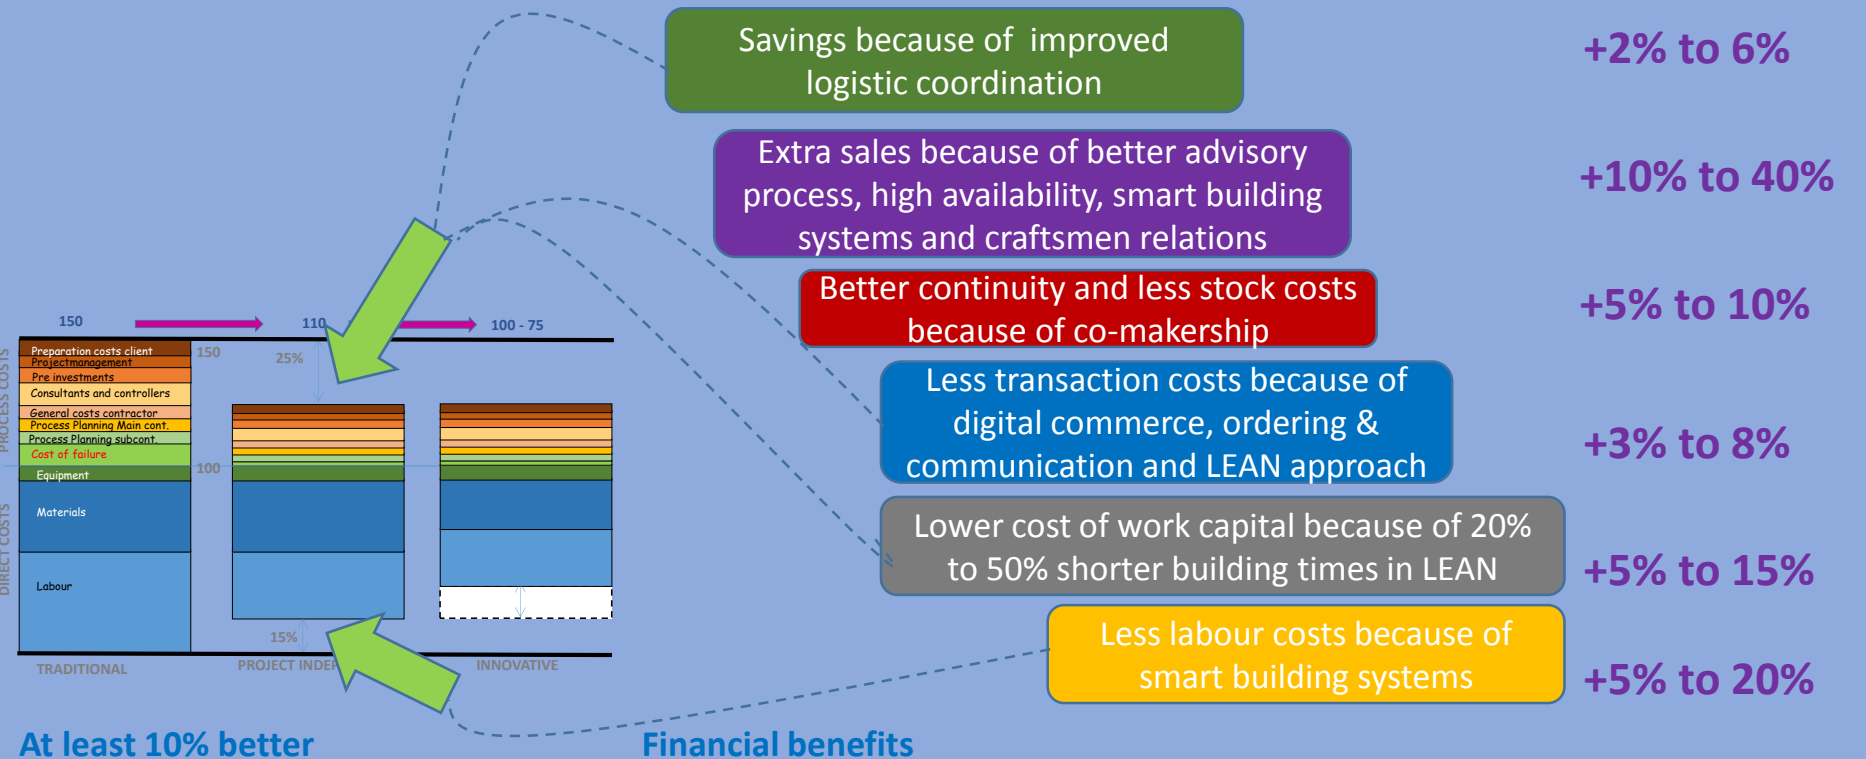 Savings because of improved
logistic coordination
+2% to 6%
Extra sales because of better advisory
process, high availability, smart building
systems and craftsmen relations
+10% to 40%
Better continuity and less stock costs
because of co-makership
+5% to 10%
Less transaction costs because of
digital commerce, ordering &
communication and LEAN approach
+3% to 8%
Lower cost of work capital because of 20%
to 50% shorter building times in LEAN
+5% to 15%
Less labour costs because of
smart building systems
+5% to 20%
150
110
100 - 75
PROCESS COSTS
DIRECT COSTS
Preparation costs client
Projectmanagement
Pre investments
Consultants and controllers
General costs contractor
Process Planning Main cont.
Process Planning subcont.
Cost of failure
Equipment
Materials
Labour
150
100
25%
15%
TRADITIONAL
PROJECT
INNOVATIVE
At least 10% better
Financial benefits